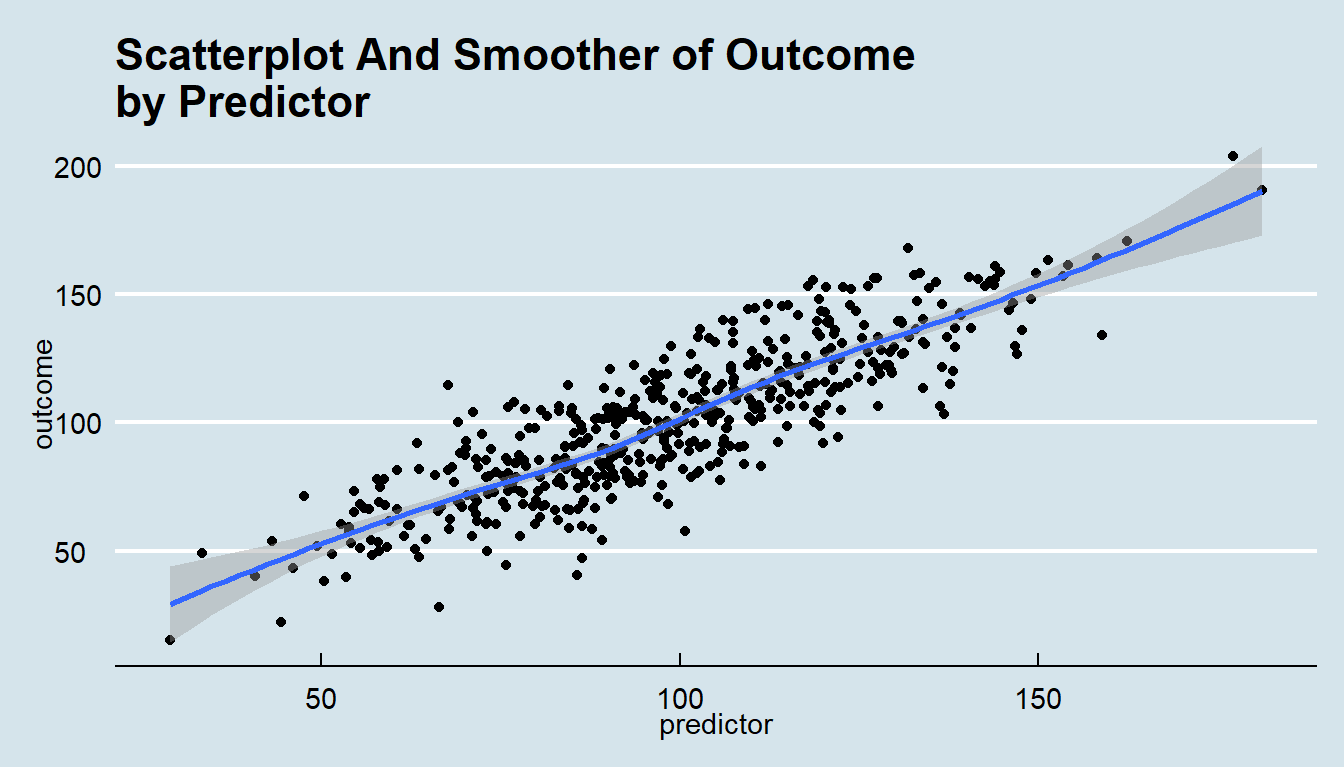 Scatterplot And Smoother of Outcome
by Predictor
200
150
100
50
outcome
50 100 150
predictor